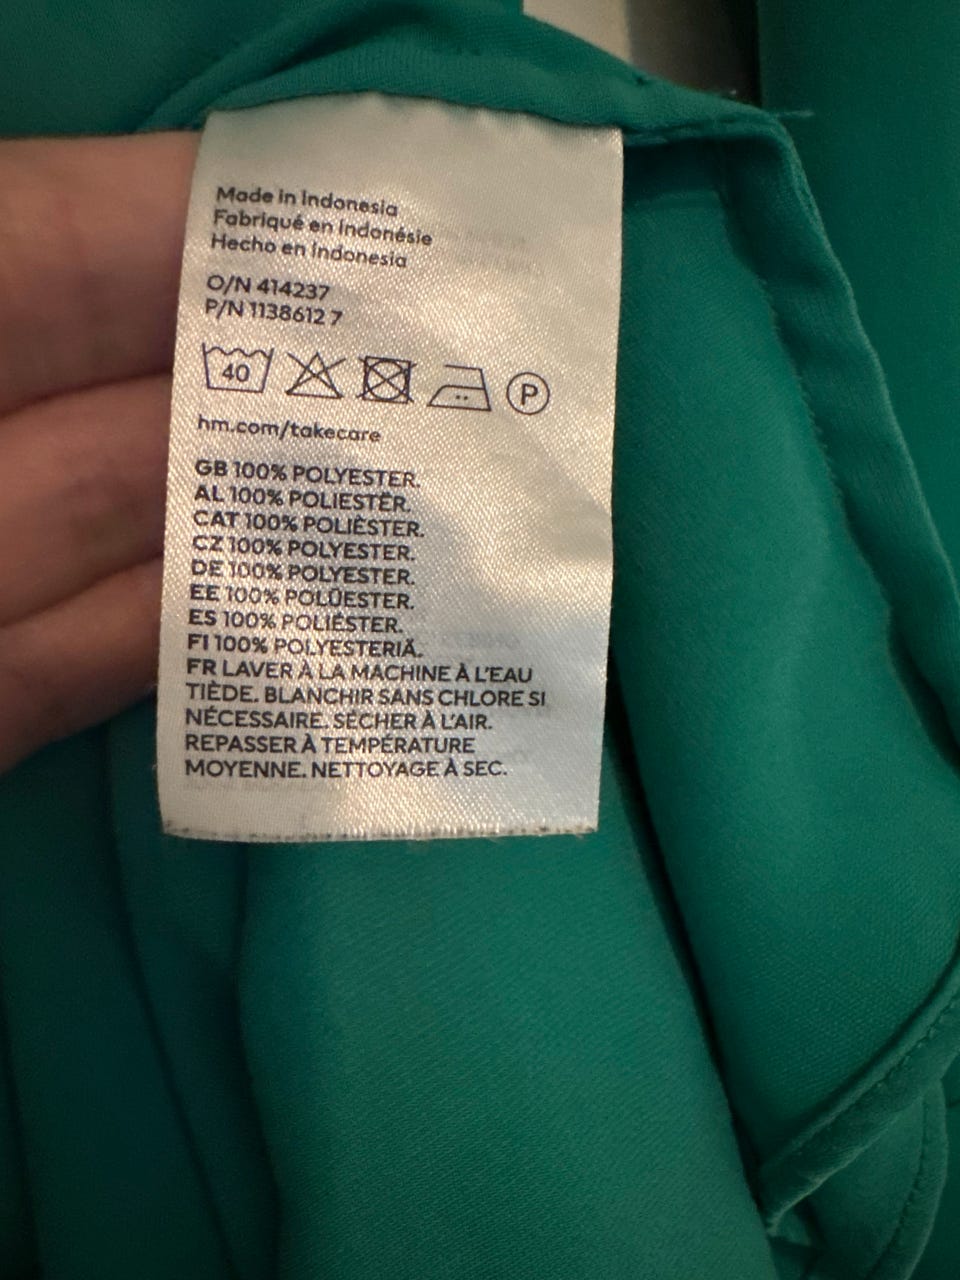 Made in Indonesia
Fabriqué en Indonésie
Hecho en Indonesia
O/N 414237
P/N 1138612 7
40 P
hm.com/takecare
GB 100% POLYESTER.
AL 100% POLIESTËR.
CAT 100% POLIÈSTER.
CZ 100% POLYESTER.
DE 100% POLYESTER.
EE 100% POLÜESTER.
ES 100% POLIÉSTER.
FI 100% POLYESTERIÄ.
FR LAVER À LA MACHINE À L'EAU
TIÈDE. BLANCHIR SANS CHLORE SI
NÉCESSAIRE. SÉCHER À L'AIR.
REPASSER À TEMPÉRATURE
MOYENNE. NETTOYAGE À SEC.